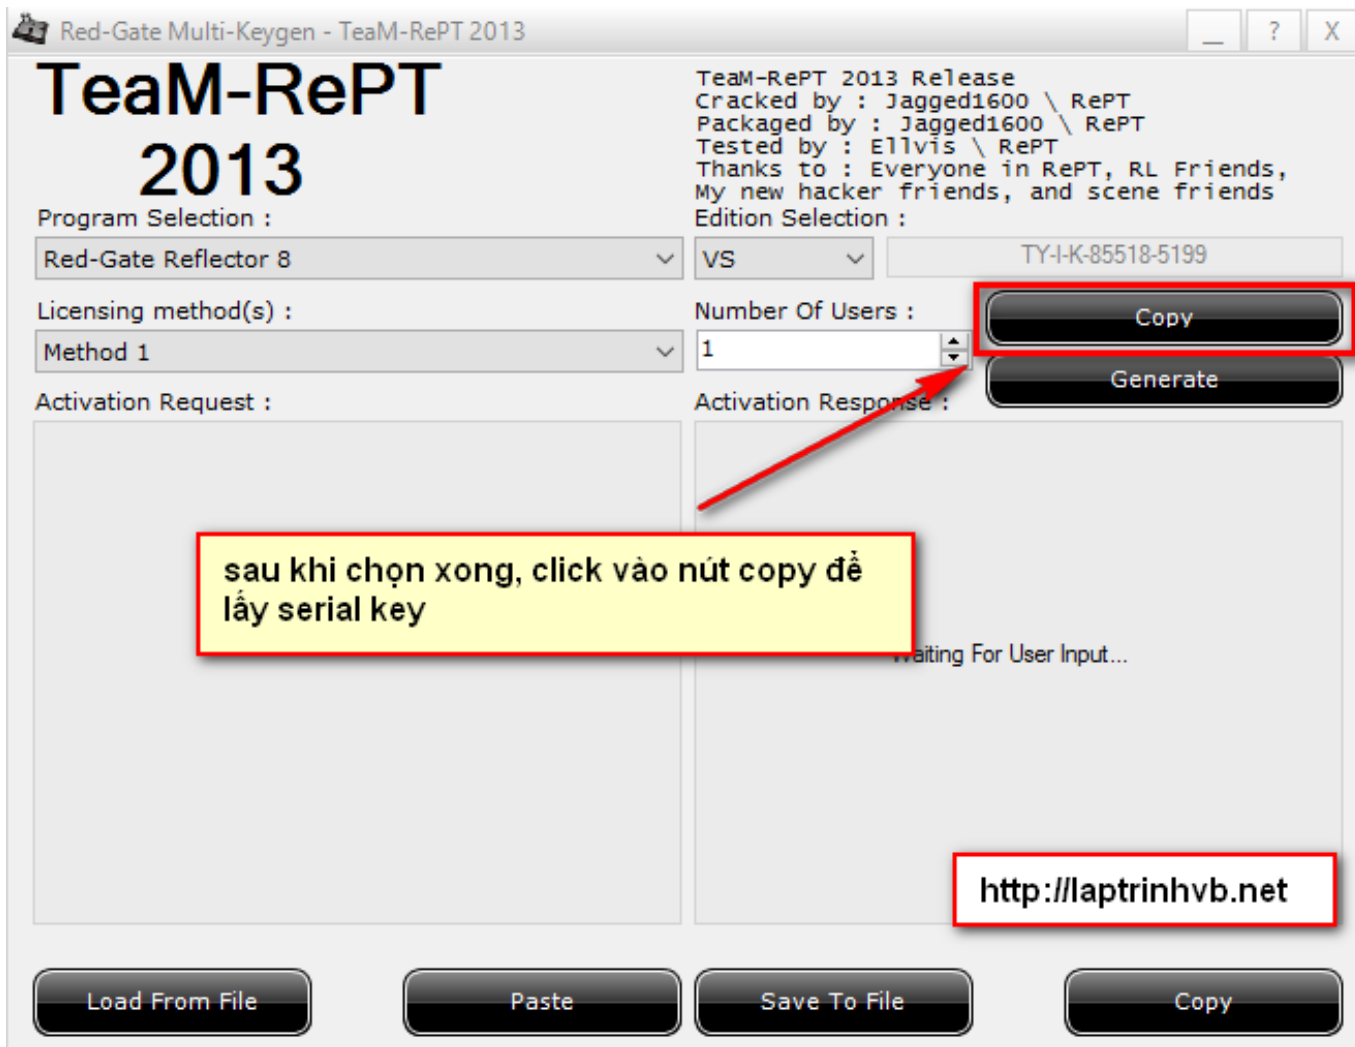 Red-Gate Multi-Keygen - TeaM-RePT 2013
? X
TeaM-RePT
2013
TeaM-RePT 2013 Release
Cracked by : Jagged1600 \ RePT
Packaged by : Jagged1600 \ RePT
Tested by : Ellvis \ RePT
Thanks to : Everyone in RePT, RL Friends,
My new hacker friends, and scene friends
Program Selection :
Edition Selection :
Red-Gate Reflector 8
VS
TY-I-K-85518-5199
Licensing method(s) :
Number Of Users :
Copy
Method 1
1
Generate
Activation Request :
Activation Response :
sau khi chọn xong, click vào nút copy để
lấy serial key
Waiting For User Input...
http://laptrinhvb.net
Load From File
Paste
Save To File
Copy